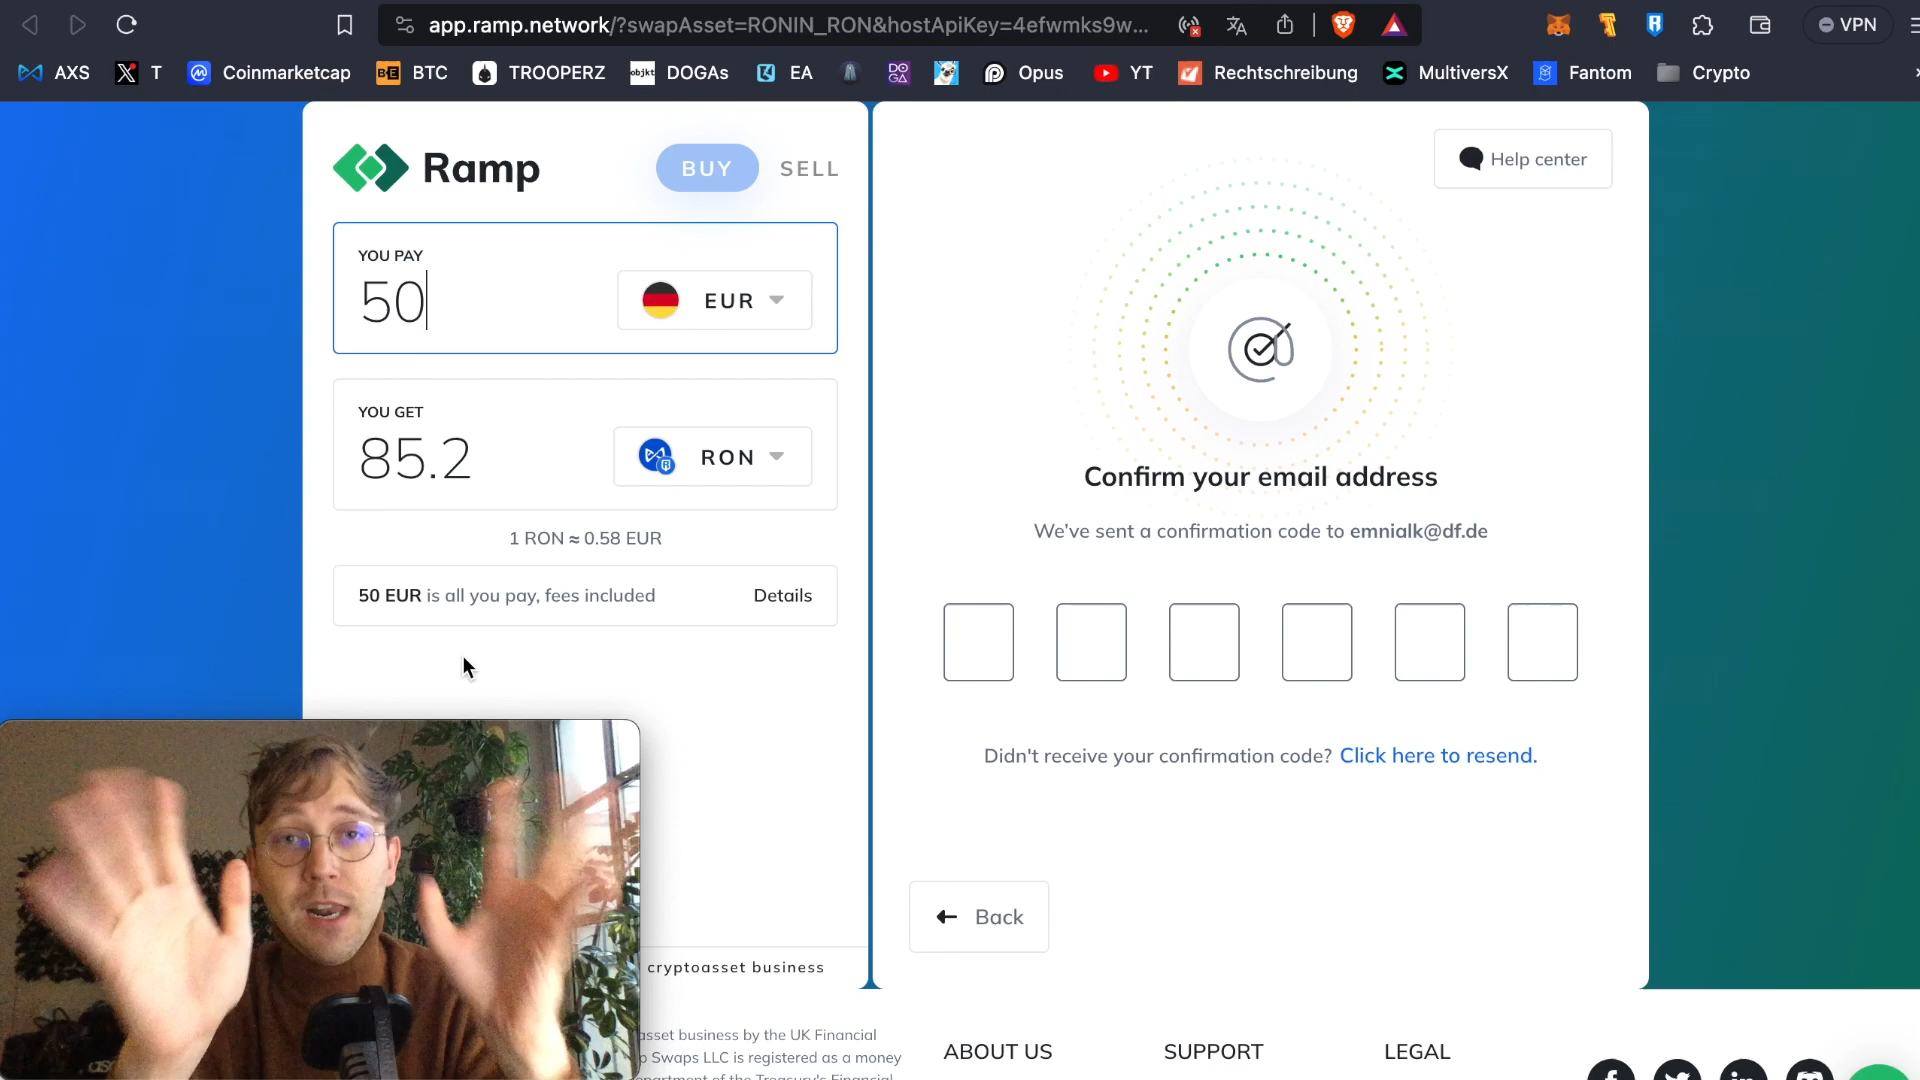 app.ramp.network/?swapAsset=RONIN_RON&hostApiKey=4efwmks9w...
VPN
AXS
T
Coinmarketcap
BTC
TROOPERZ
objkt
DOGAs
EA
DOGA
Opus
YT
Rechtschreibung
MultiversX
Fantom
Crypto
Ramp
BUY
SELL
YOU PAY
50
EUR
YOU GET
85.2
RON
1 RON ≈ 0.58 EUR
50 EUR is all you pay, fees included
Details
cryptoasset business
asset business by the UK Financial
Swaps LLC is registered as a money
Help center
Confirm your email address
We've sent a confirmation code to emnialk@df.de
Didn't receive your confirmation code? Click here to resend.
Back
ABOUT US
SUPPORT
LEGAL